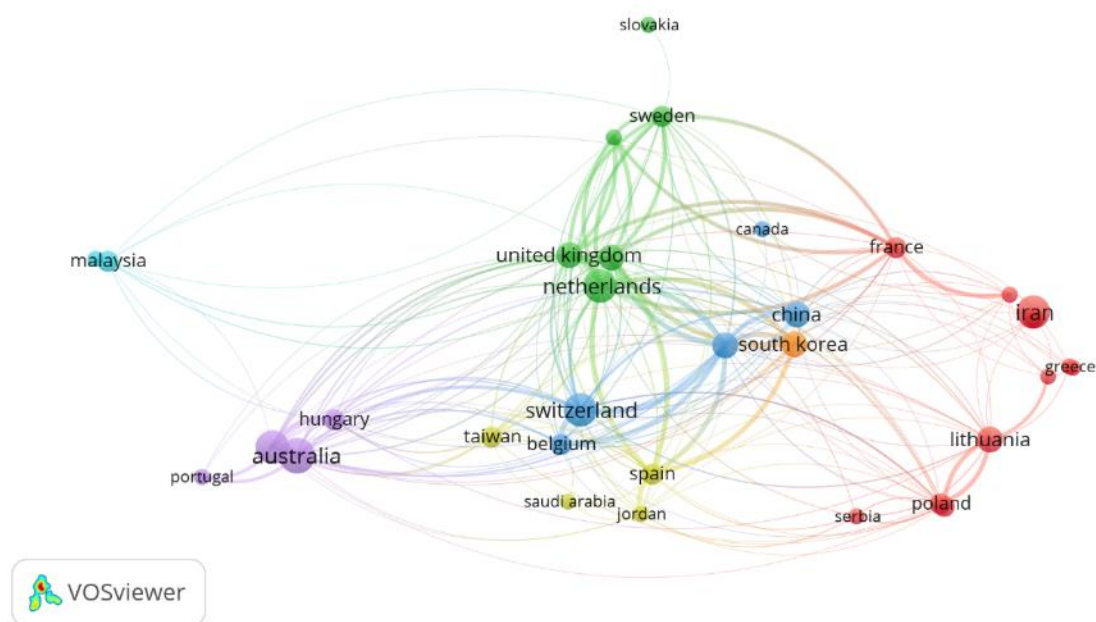 slovakia
sweden
canada
france
united kingdom
malaysia
netherlands
iran
china
south korea
greece
switzerland
hungary
taiwan
belgium
lithuania
australia
portugal
spain
saudi arabia
jordan
poland
serbia
VOSviewer